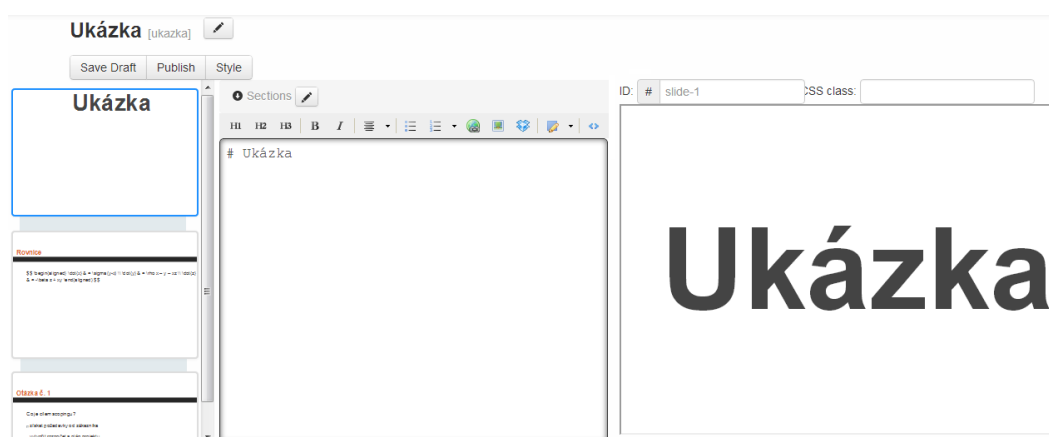 Ukázka [ukazka]
Save Draft Publish Style
Ukázka
Rovnice
Otázka č. 1
Sections
H1 H2 H3 B I
# Ukázka
ID: # slide-1 CSS class:
Ukázka